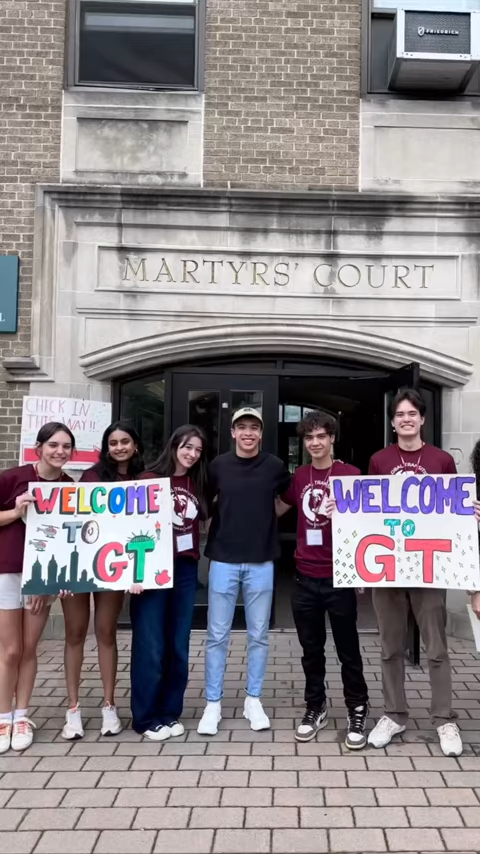 FRIEDRICH
MARTYRS' COURT
CHECK IN
THIS WAY!!
WELCOME
TO
GT
WELCOME
TO
GT